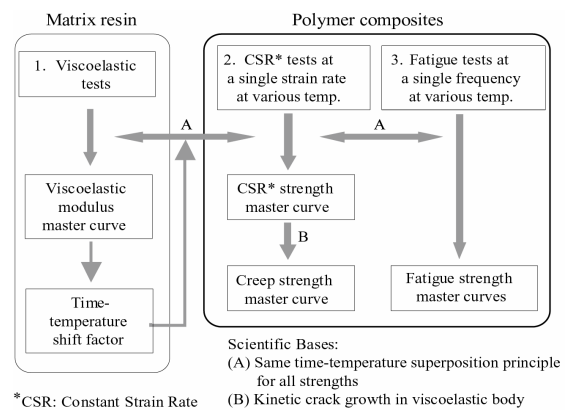 Matrix resin
Polymer composites
1. Viscoelastic
tests
2. CSR* tests at
a single strain rate
at various temp.
3. Fatigue tests at
a single frequency
at various temp.
A
A
Viscoelastic
modulus
master curve
CSR* strength
master curve
B
Time-
temperature
shift factor
Creep strength
master curve
Fatigue strength
master curves
Scientific Bases:
(A) Same time-temperature superposition principle
for all strengths
(B) Kinetic crack growth in viscoelastic body
*CSR: Constant Strain Rate